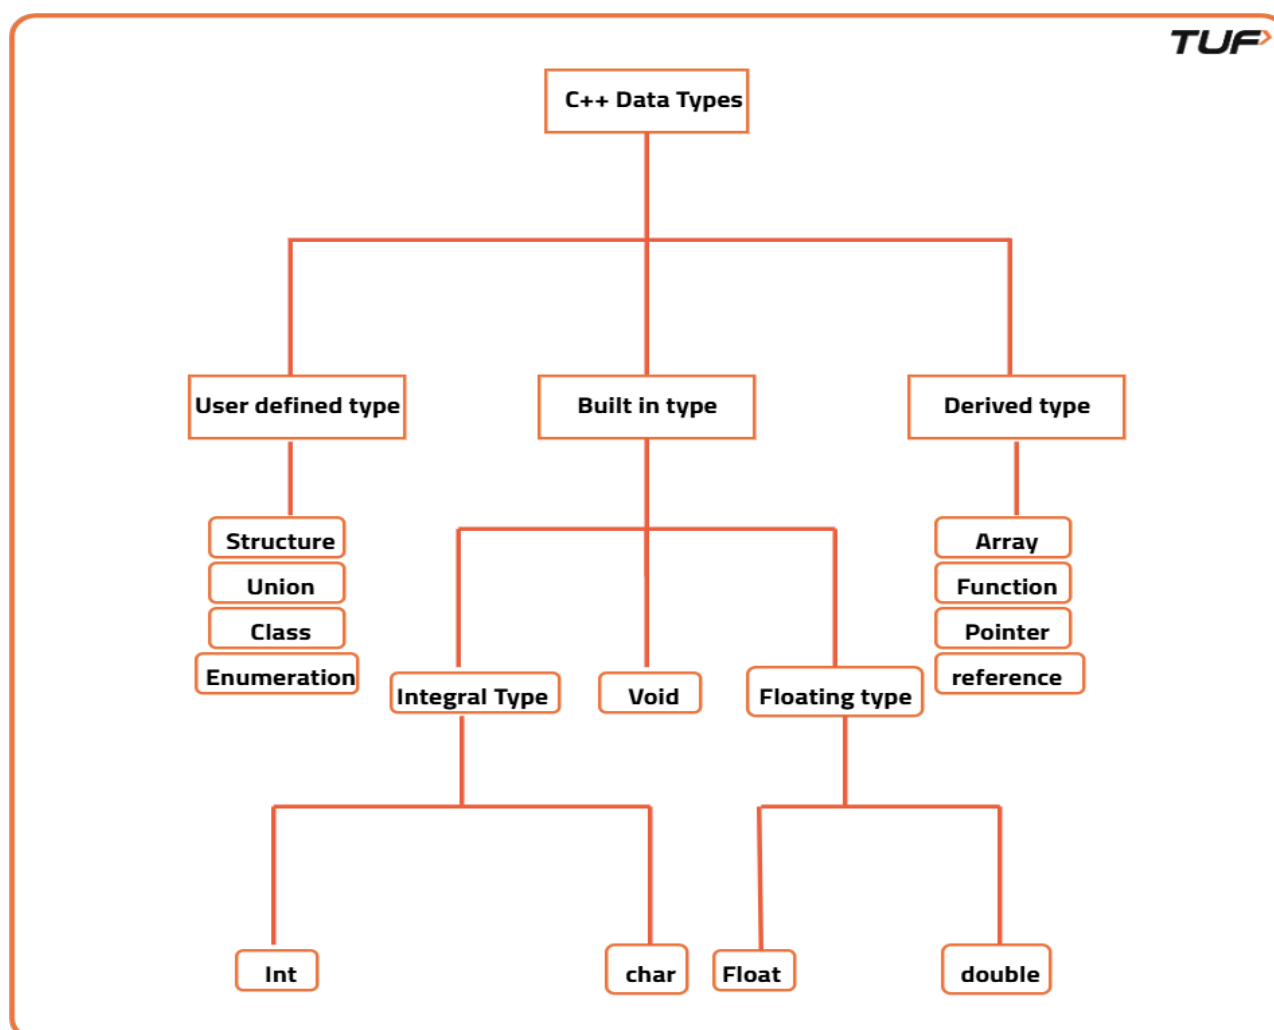 TUF
C++ Data Types
User defined type
Built in type
Derived type
Structure
Union
Class
Enumeration
Array
Function
Pointer
reference
Integral Type
Void
Floating type
Int
char
Float
double